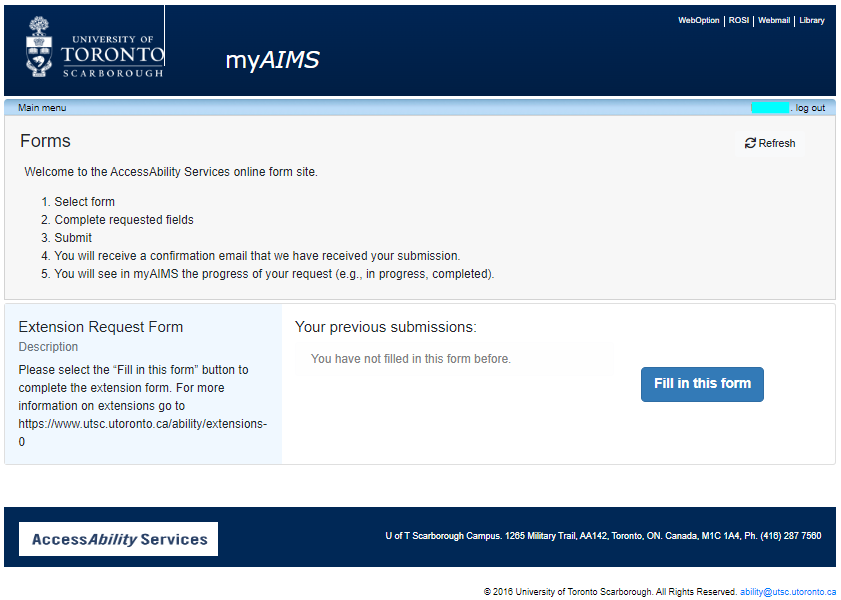 WebOption | ROSI | Webmail | Library
UNIVERSITY OF
TORONTO
SCARBOROUGH
myAIMS
Main menu
. log out
Forms
Refresh
Welcome to the AccessAbility Services online form site.
1. Select form
2. Complete requested fields
3. Submit
4. You will receive a confirmation email that we have received your submission.
5. You will see in myAIMS the progress of your request (e.g., in progress, completed).
Extension Request Form
Description
Please select the “Fill in this form” button to
complete the extension form. For more
information on extensions go to
https://www.utsc.utoronto.ca/ability/extensions-
0
Your previous submissions:
You have not filled in this form before.
Fill in this form
AccessAbility Services
U of T Scarborough Campus. 1265 Military Trail, AA142, Toronto, ON. Canada, M1C 1A4, Ph. (416) 287 7560
© 2016 University of Toronto Scarborough. All Rights Reserved. ability@utsc.utoronto.ca